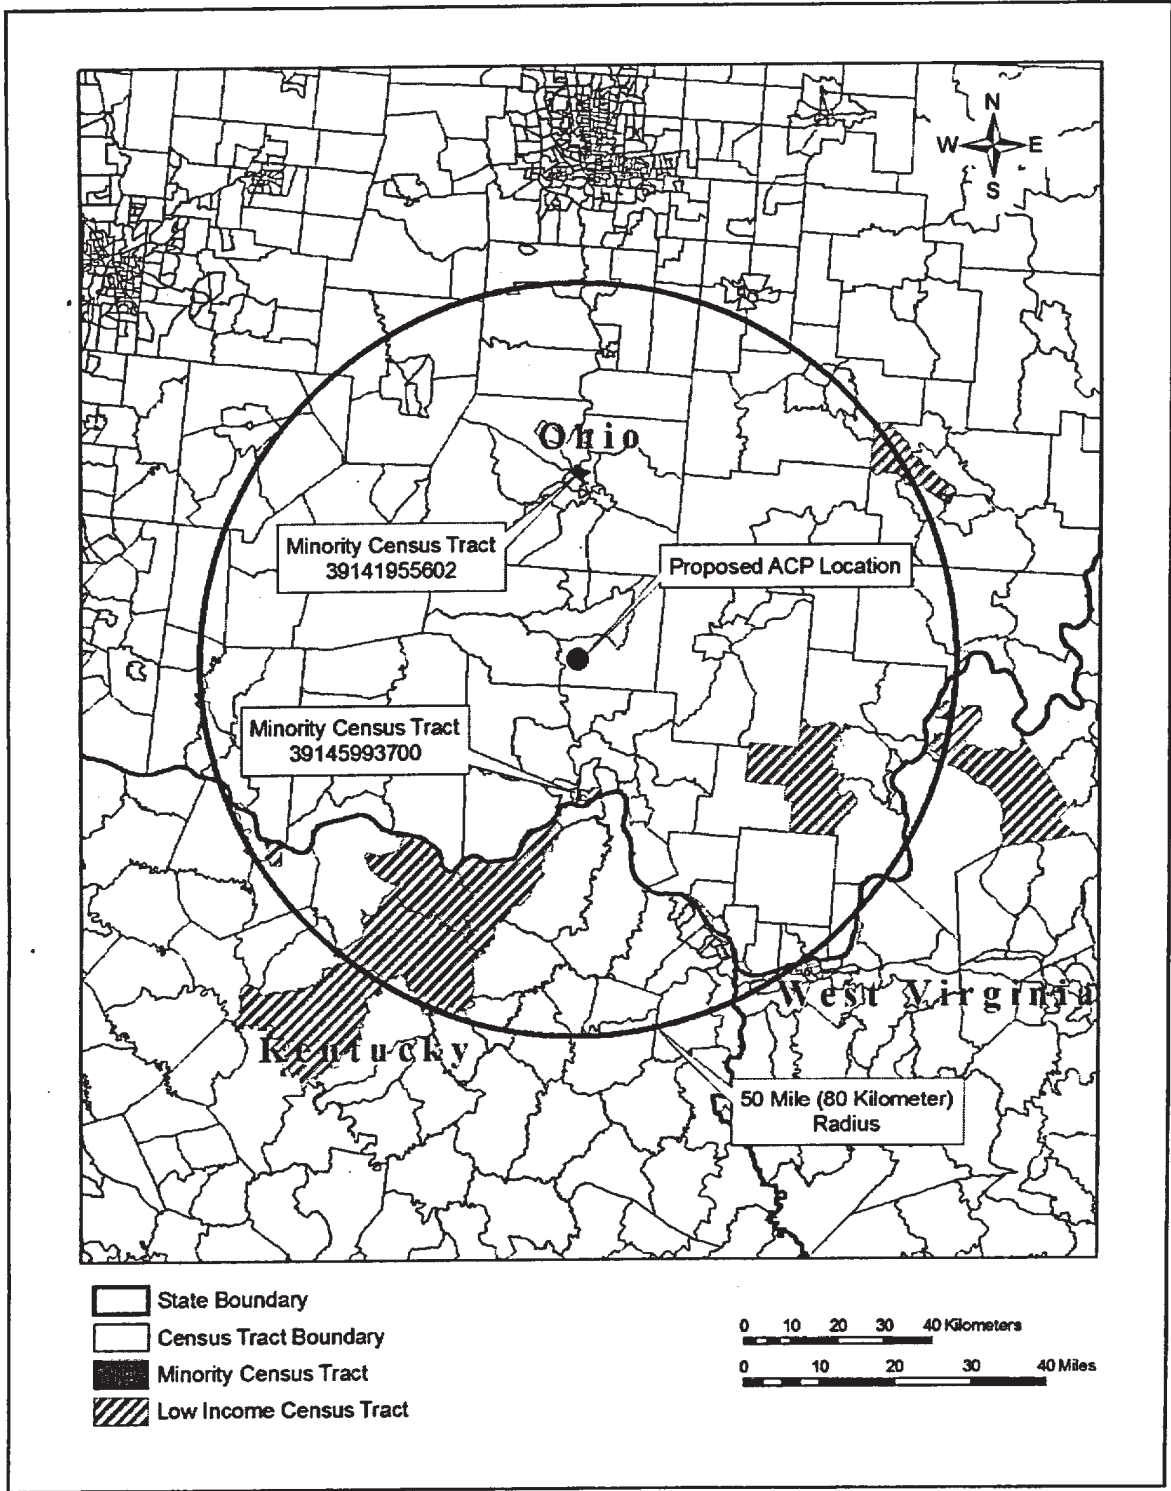 N
W E
S
Ohio
Minority Census Tract
39141955602
Proposed ACP Location
Minority Census Tract
39145993700
West Virginia
Kentucky
50 Mile (80 Kilometer)
Radius
State Boundary
Census Tract Boundary
Minority Census Tract
Low Income Census Tract
0 10 20 30 40 Kilometers
0 10 20 30 40 Miles